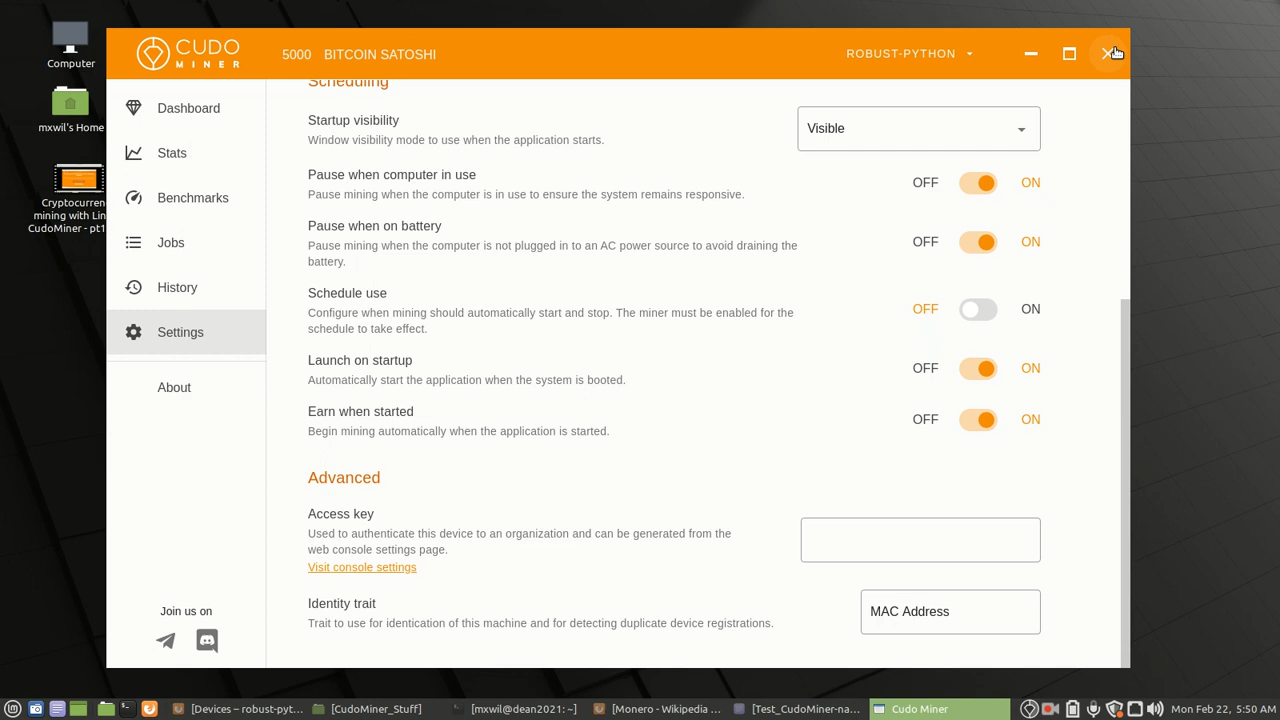 Computer
mxwil's Home
Cryptocurren
mining with Lin
CudoMiner - pt1
CUDO
MINER
5000 BITCOIN SATOSHI
ROBUST-PYTHON
Dashboard
Stats
Benchmarks
Jobs
History
Settings
About
Join us on
Scheduling
Startup visibility
Window visibility mode to use when the application starts.
Visible
Pause when computer in use
Pause mining when the computer is in use to ensure the system remains responsive.
OFF ON
Pause when on battery
Pause mining when the computer is not plugged in to an AC power source to avoid draining the
battery.
OFF ON
Schedule use
Configure when mining should automatically start and stop. The miner must be enabled for the
schedule to take effect.
OFF ON
Launch on startup
Automatically start the application when the system is booted.
OFF ON
Earn when started
Begin mining automatically when the application is started.
OFF ON
Advanced
Access key
Used to authenticate this device to an organization and can be generated from the
web console settings page.
Visit console settings
Identity trait
Trait to use for identication of this machine and for detecting duplicate device registrations.
MAC Address
[Devices – robust-pyt... [CudoMiner_Stuff] [mxwil@dean2021: ~] [Monero - Wikipedia ... [Test_CudoMiner-na... Cudo Miner Mon Feb 22, 5:50 AM